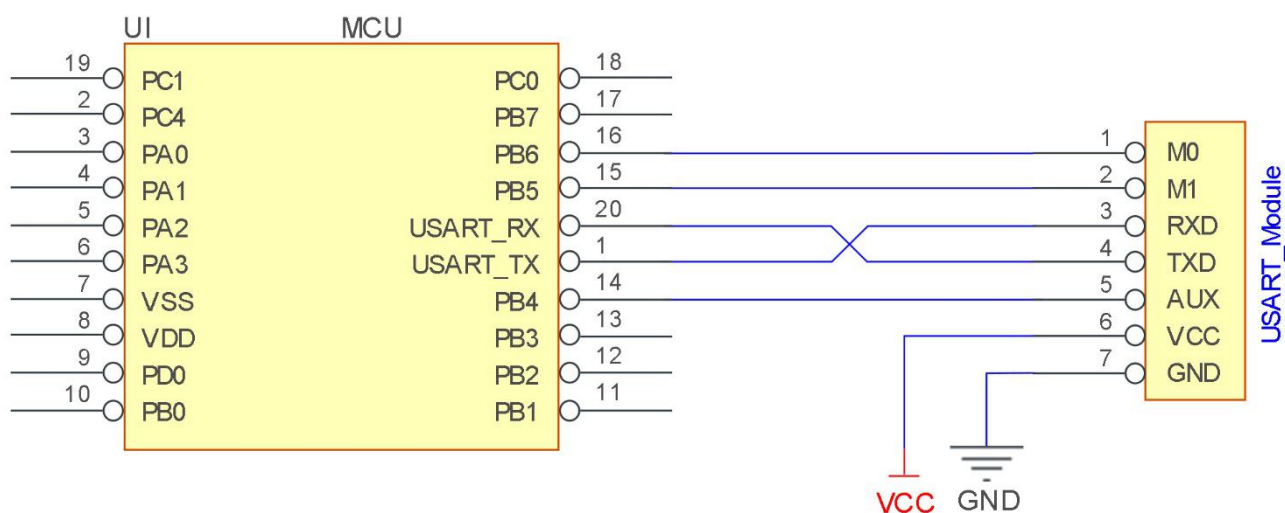 UI MCU
19 PC1 PC0 18
2 PC4 PB7 17
3 PA0 PB6 16 1 M0
4 PA1 PB5 15 2 M1
5 PA2 USART_RX 20 3 RXD
6 PA3 USART_TX 1 4 TXD
7 VSS PB4 14 5 AUX
8 VDD PB3 13 6 VCC
9 PD0 PB2 12 7 GND
10 PB0 PB1 11
USART_Module
VCC GND